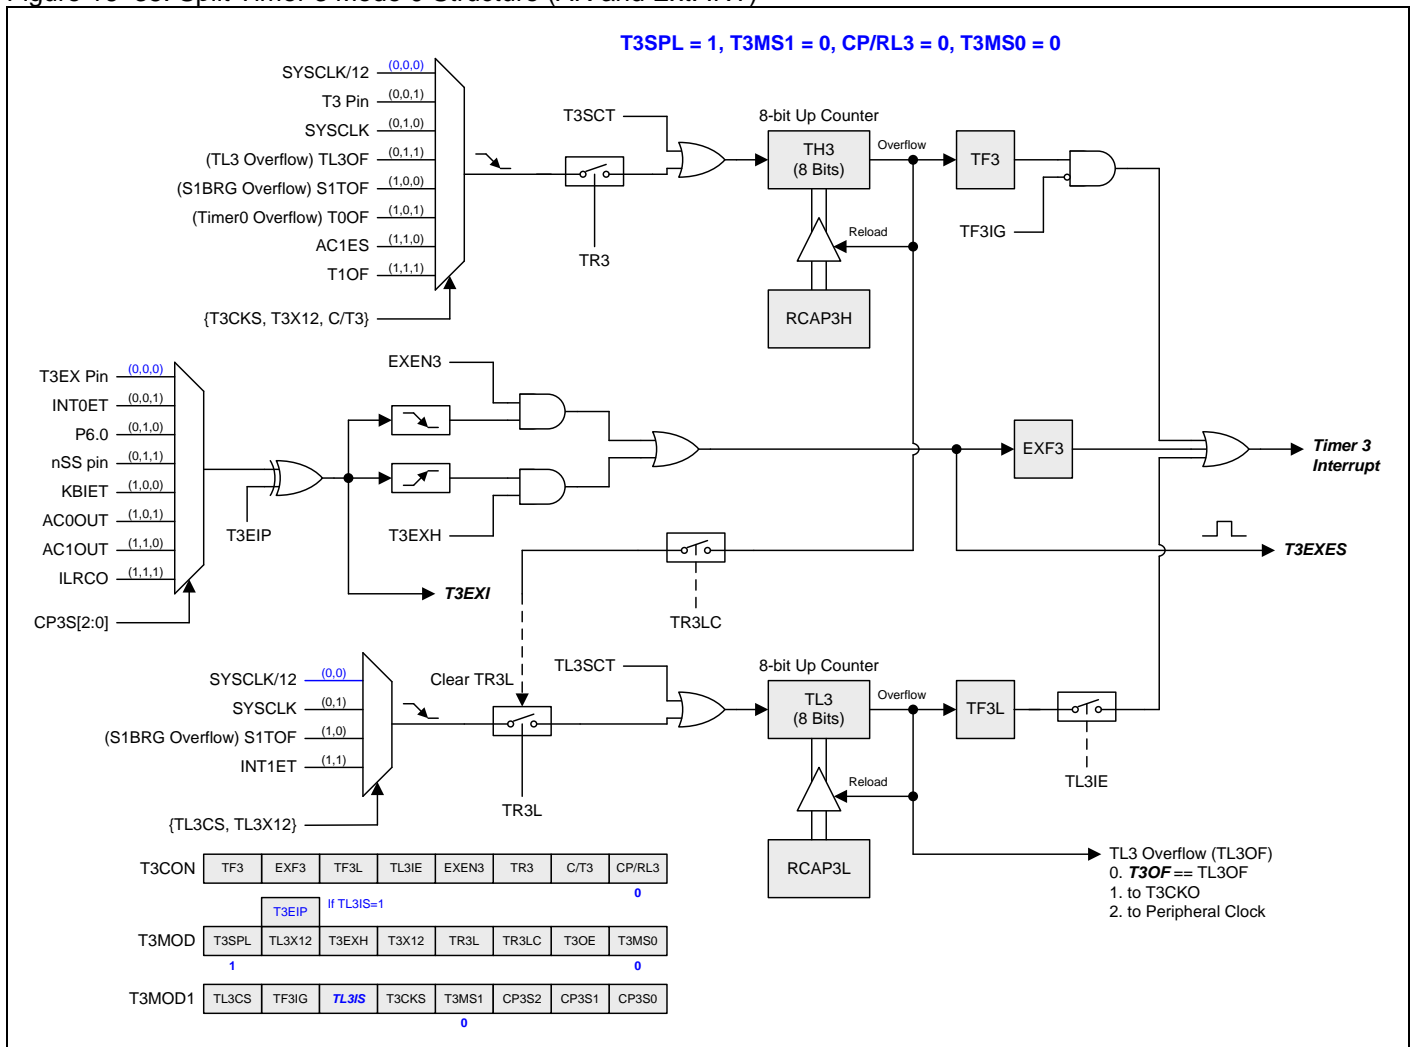 T3SPL = 1, T3MS1 = 0, CP/RL3 = 0, T3MS0 = 0
SYSCLK/12 (0,0,0)
T3 Pin (0,0,1)
SYSCLK (0,1,0)
(TL3 Overflow) TL3OF (0,1,1)
(S1BRG Overflow) S1TOF (1,0,0)
(Timer0 Overflow) T0OF (1,0,1)
AC1ES (1,1,0)
T1OF (1,1,1)
{T3CKS, T3X12, C/T3}
TR3
T3SCT
8-bit Up Counter
TH3
(8 Bits)
Overflow
TF3
TF3IG
Reload
RCAP3H
EXEN3
T3EX Pin (0,0,0)
INT0ET (0,0,1)
P6.0 (0,1,0)
nSS pin (0,1,1)
KBIET (1,0,0)
AC0OUT (1,0,1)
AC1OUT (1,1,0)
ILRCO (1,1,1)
CP3S[2:0]
T3EIP
T3EXH
EXF3
Timer 3
Interrupt
T3EXES
T3EXI
TR3LC
SYSCLK/12 (0,0)
SYSCLK (0,1)
(S1BRG Overflow) S1TOF (1,0)
INT1ET (1,1)
{TL3CS, TL3X12}
Clear TR3L
TR3L
TL3SCT
8-bit Up Counter
TL3
(8 Bits)
Overflow
TF3L
TL3IE
Reload
RCAP3L
TL3 Overflow (TL3OF)
0. T3OF == TL3OF
1. to T3CKO
2. to Peripheral Clock
T3CON TF3 EXF3 TF3L TL3IE EXEN3 TR3 C/T3 CP/RL3
0
T3EIP If TL3IS=1
T3MOD T3SPL TL3X12 T3EXH T3X12 TR3L TR3LC T3OE T3MS0
1 0
T3MOD1 TL3CS TF3IG TL3IS T3CKS T3MS1 CP3S2 CP3S1 CP3S0
0